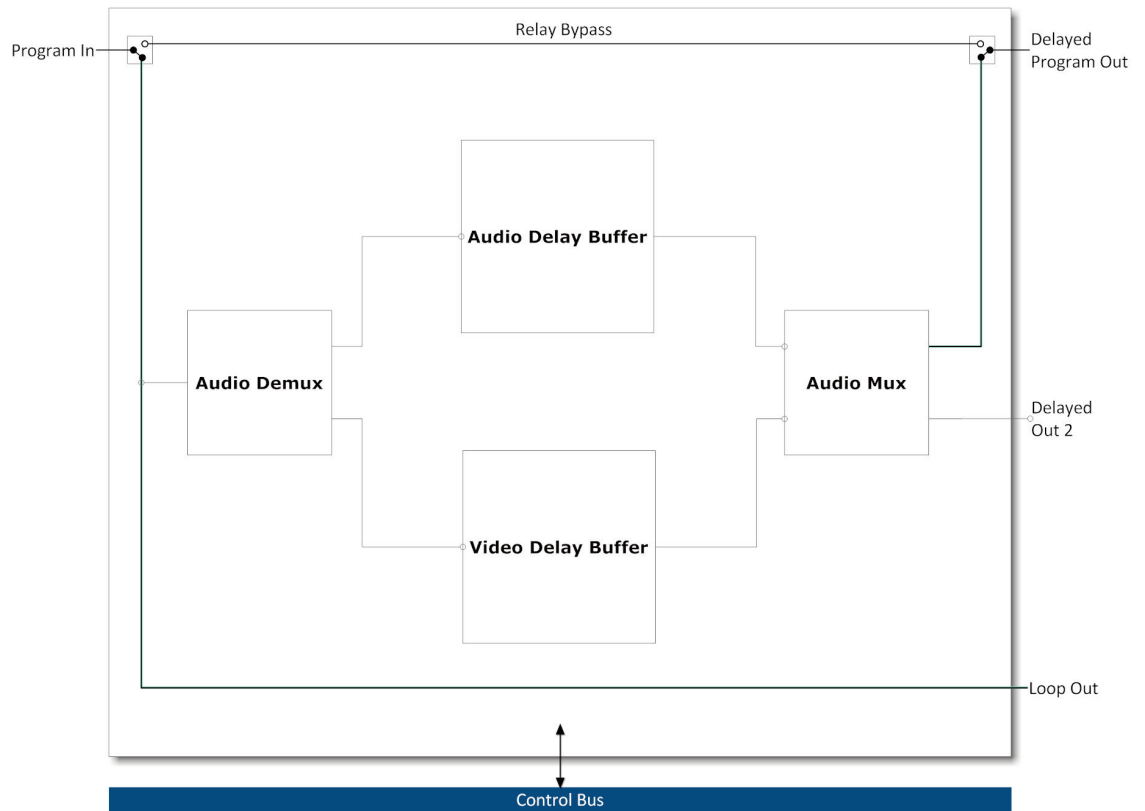 Relay Bypass
Program In
Delayed
Program Out
Audio Delay Buffer
Audio Demux
Audio Mux
Delayed
Out 2
Video Delay Buffer
Loop Out
Control Bus